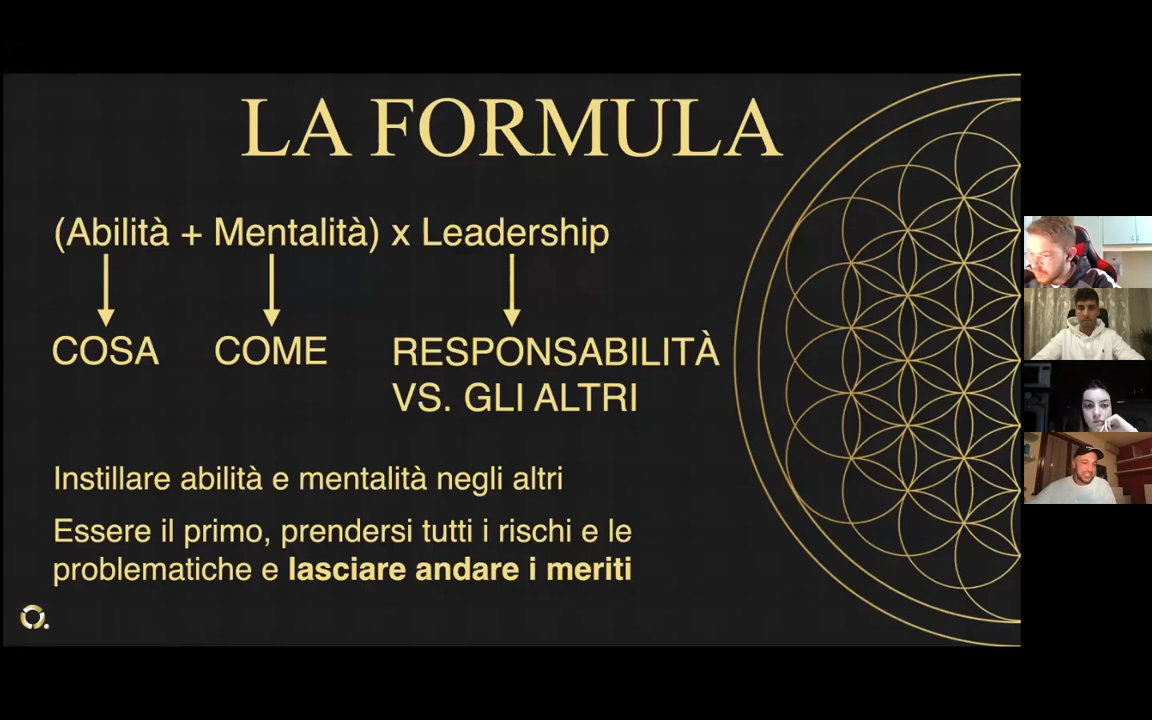 LA FORMULA
(Abilità + Mentalità) x Leadership
COSA COME RESPONSABILITÀ
VS. GLI ALTRI
Instillare abilità e mentalità negli altri
Essere il primo, prendersi tutti i rischi e le
problematiche e lasciare andare i meriti